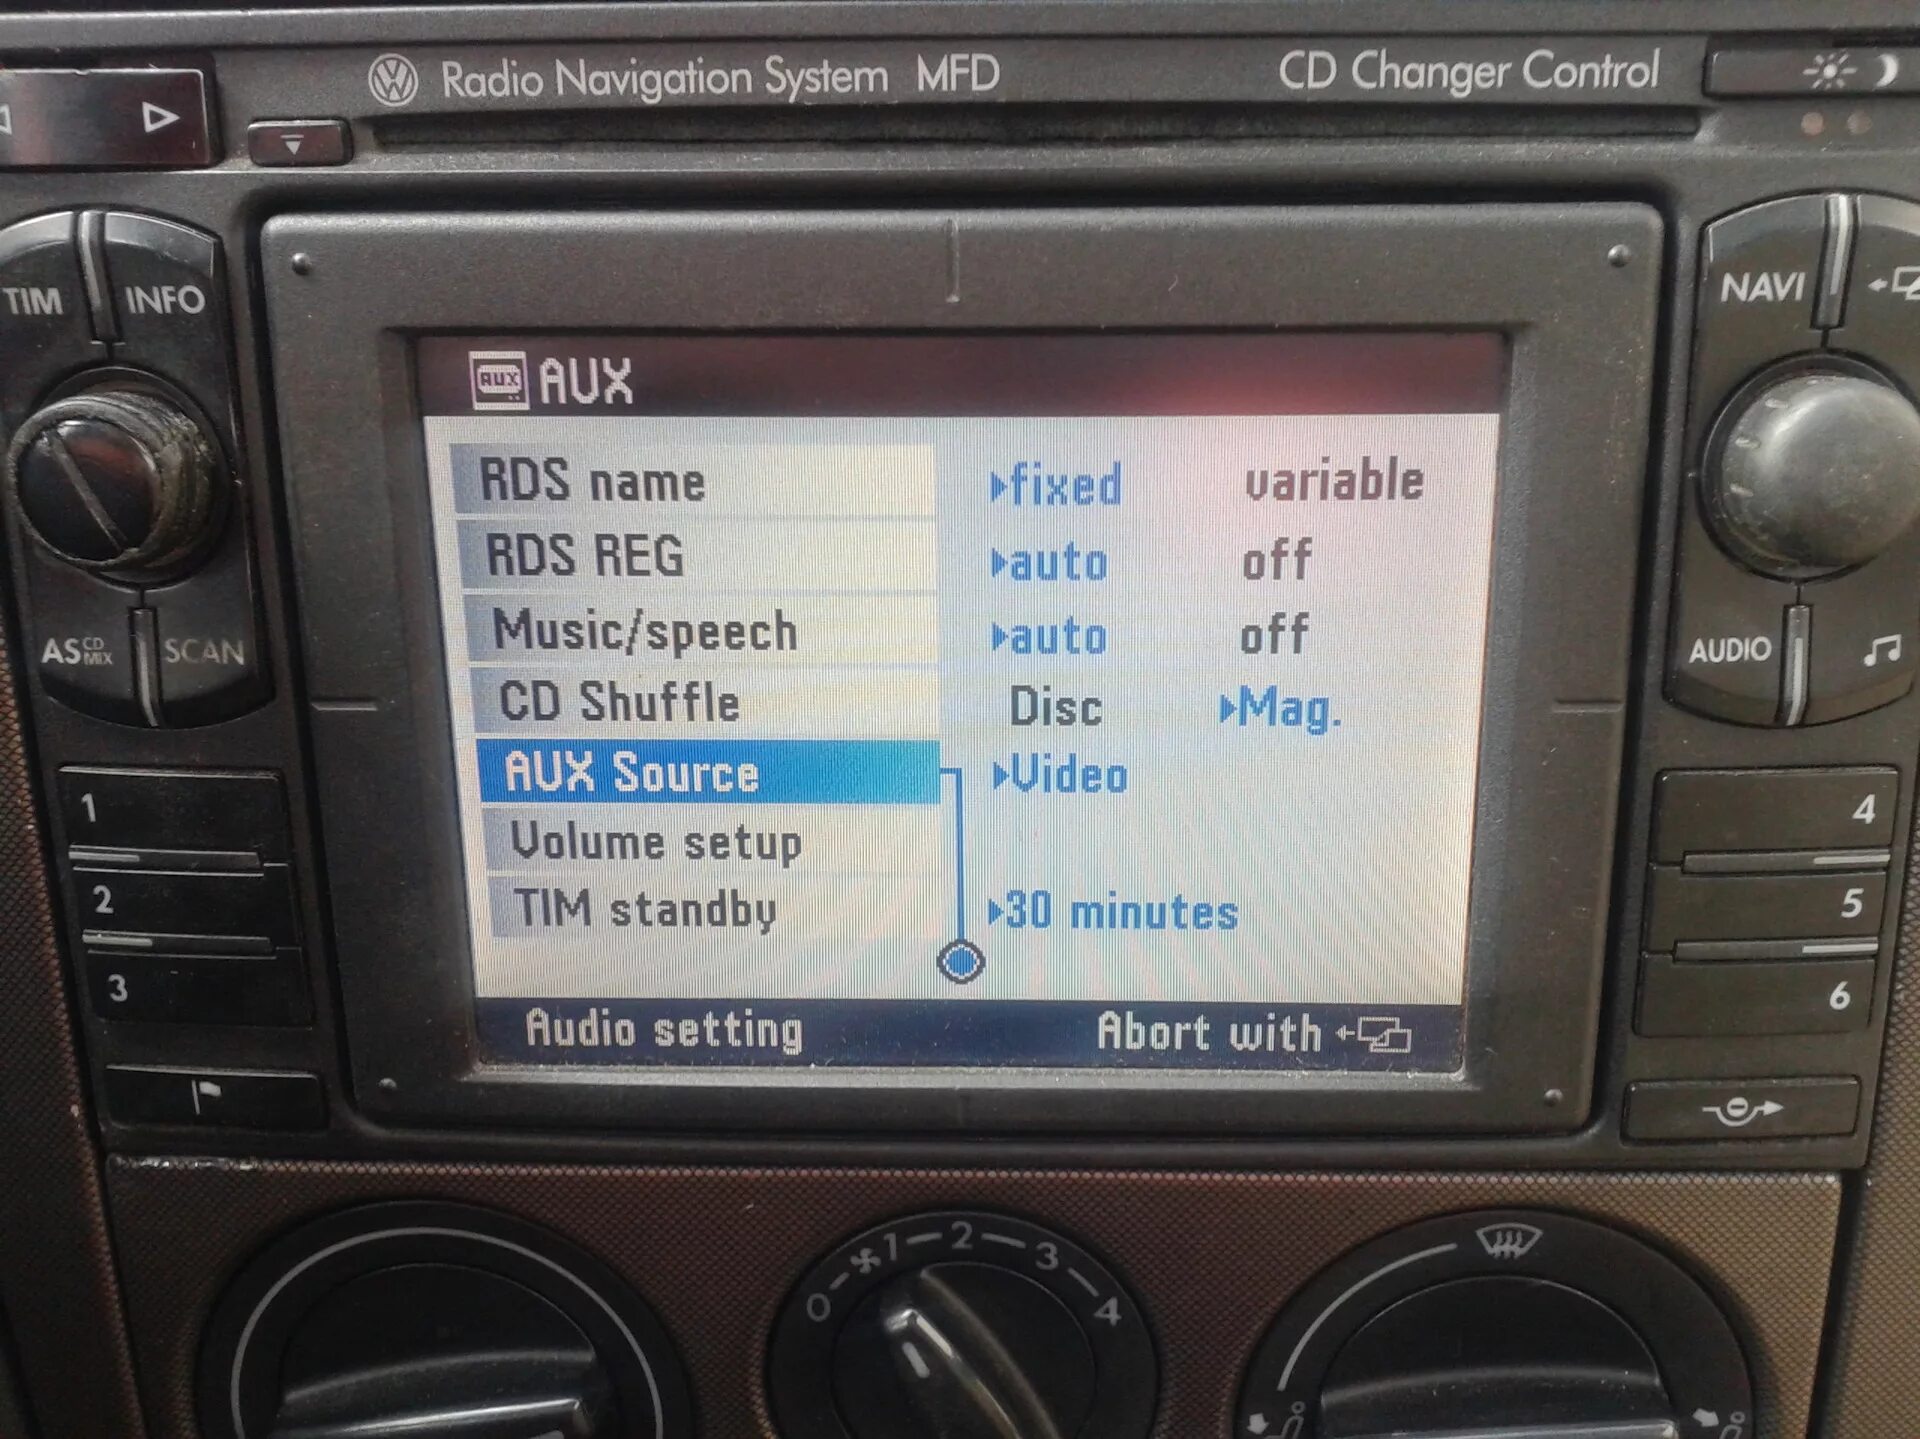 Radio Navigation System MFD CD Changer Control
TIM INFO
NAVI
AUX AUX
RDS name fixed variable
RDS REG auto off
Music/speech auto off
CD Shuffle Disc Mag.
AUX Source Video
Volume setup
TIM standby 30 minutes
Audio setting Abort with
AS CD MIX SCAN
AUDIO
1
2
3
4
5
6
0 1 2 3 4